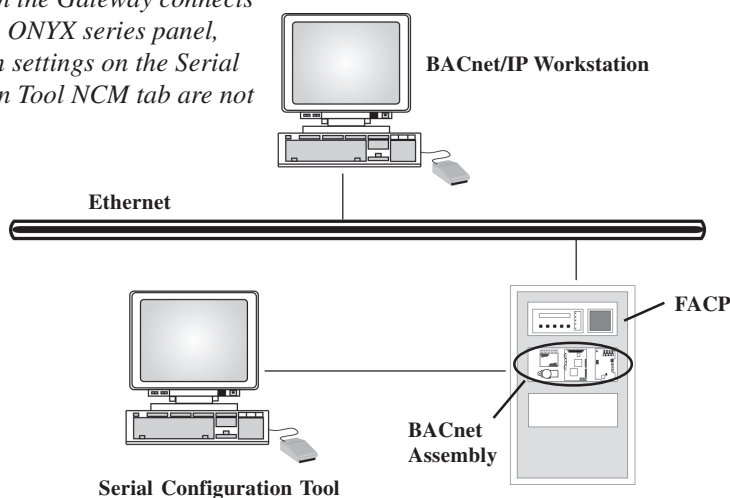 the Gateway connects
ONYX series panel,
settings on the Serial
Tool NCM tab are not
BACnet/IP Workstation
Ethernet
FACP
BACnet
Assembly
Serial Configuration Tool